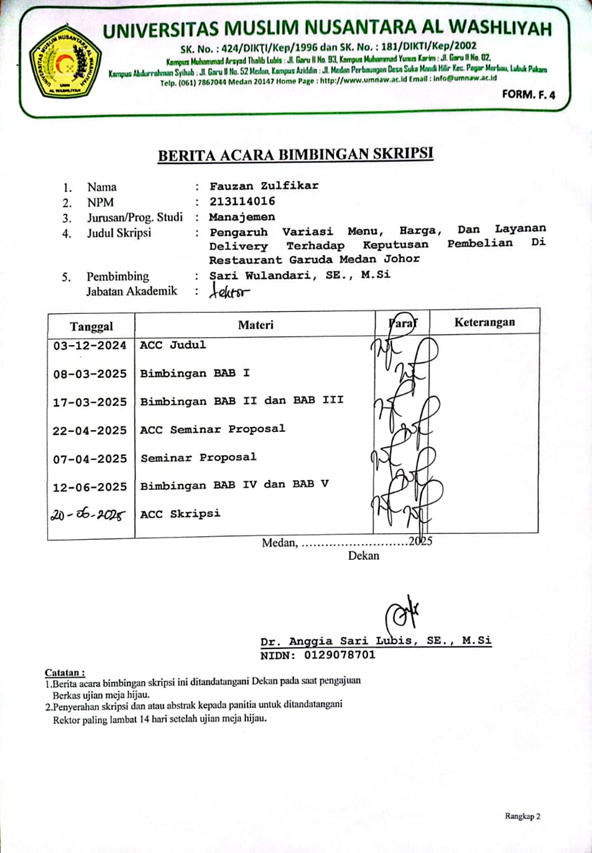 UNIVERSITAS MUSLIM NUSANTARA AL WASHLIYAH
SK. No. : 424/DIKTI/Kep/1996 dan SK. No. : 181/DIKTI/Kep/2002
Kampus Muhammad Arsyad Thalib Lubis : Jl. Garu II No. 93, Kampus Muhammad Yunus Karim : Jl. Garu II No. 02,
Kampus Abdurrahman Syihab : Jl. Garu II No. 52 Medan, Kampus Aziddin : Jl. Medan Perbaungan Desa Suka Mandi Hilir Kec. Pagar Merbau, Lubuk Pakam
Telp. (061) 7867044 Medan 20147 Home Page : http://www.umnaw.ac.id Email : info@umnaw.ac.id
FORM. F. 4
BERITA ACARA BIMBINGAN SKRIPSI
1. Nama : Fauzan Zulfikar
2. NPM : 213114016
3. Jurusan/Prog. Studi : Manajemen
4. Judul Skripsi : Pengaruh Variasi Menu, Harga, Dan Layanan
Delivery Terhadap Keputusan Pembelian Di
Restaurant Garuda Medan Johor
5. Pembimbing : Sari Wulandari, SE., M.Si
Jabatan Akademik : Lektor
Tanggal Materi Paraf Keterangan
03-12-2024 ACC Judul
08-03-2025 Bimbingan BAB I
17-03-2025 Bimbingan BAB II dan BAB III
22-04-2025 ACC Seminar Proposal
07-04-2025 Seminar Proposal
12-06-2025 Bimbingan BAB IV dan BAB V
20-06-2025 ACC Skripsi
Medan, ..............................2025
Dekan
Dr. Anggia Sari Lubis, SE., M.Si
NIDN: 0129078701
Catatan :
1.Berita acara bimbingan skripsi ini ditandatangani Dekan pada saat pengajuan
Berkas ujian meja hijau.
2.Penyerahan skripsi dan atau abstrak kepada panitia untuk ditandatangani
Rektor paling lambat 14 hari setelah ujian meja hijau.
Rangkap 2